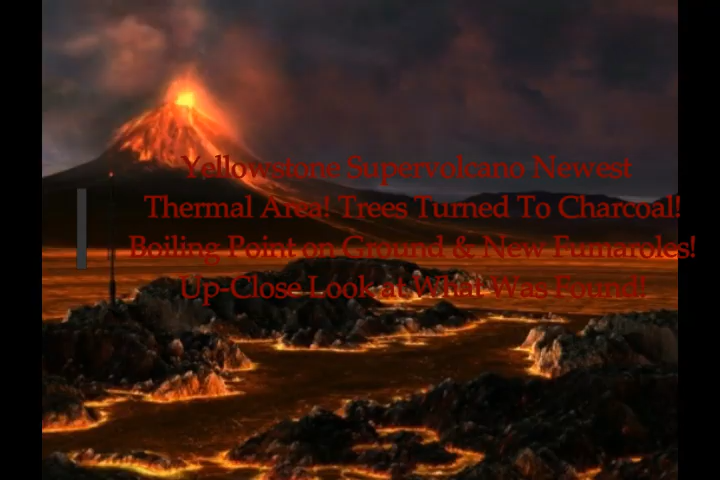 Yellowstone Supervolcano Newest
Thermal Area! Trees Turned To Charcoal!
Boiling Point on Ground & New Fumaroles!
Up-Close Look at What Was Found!